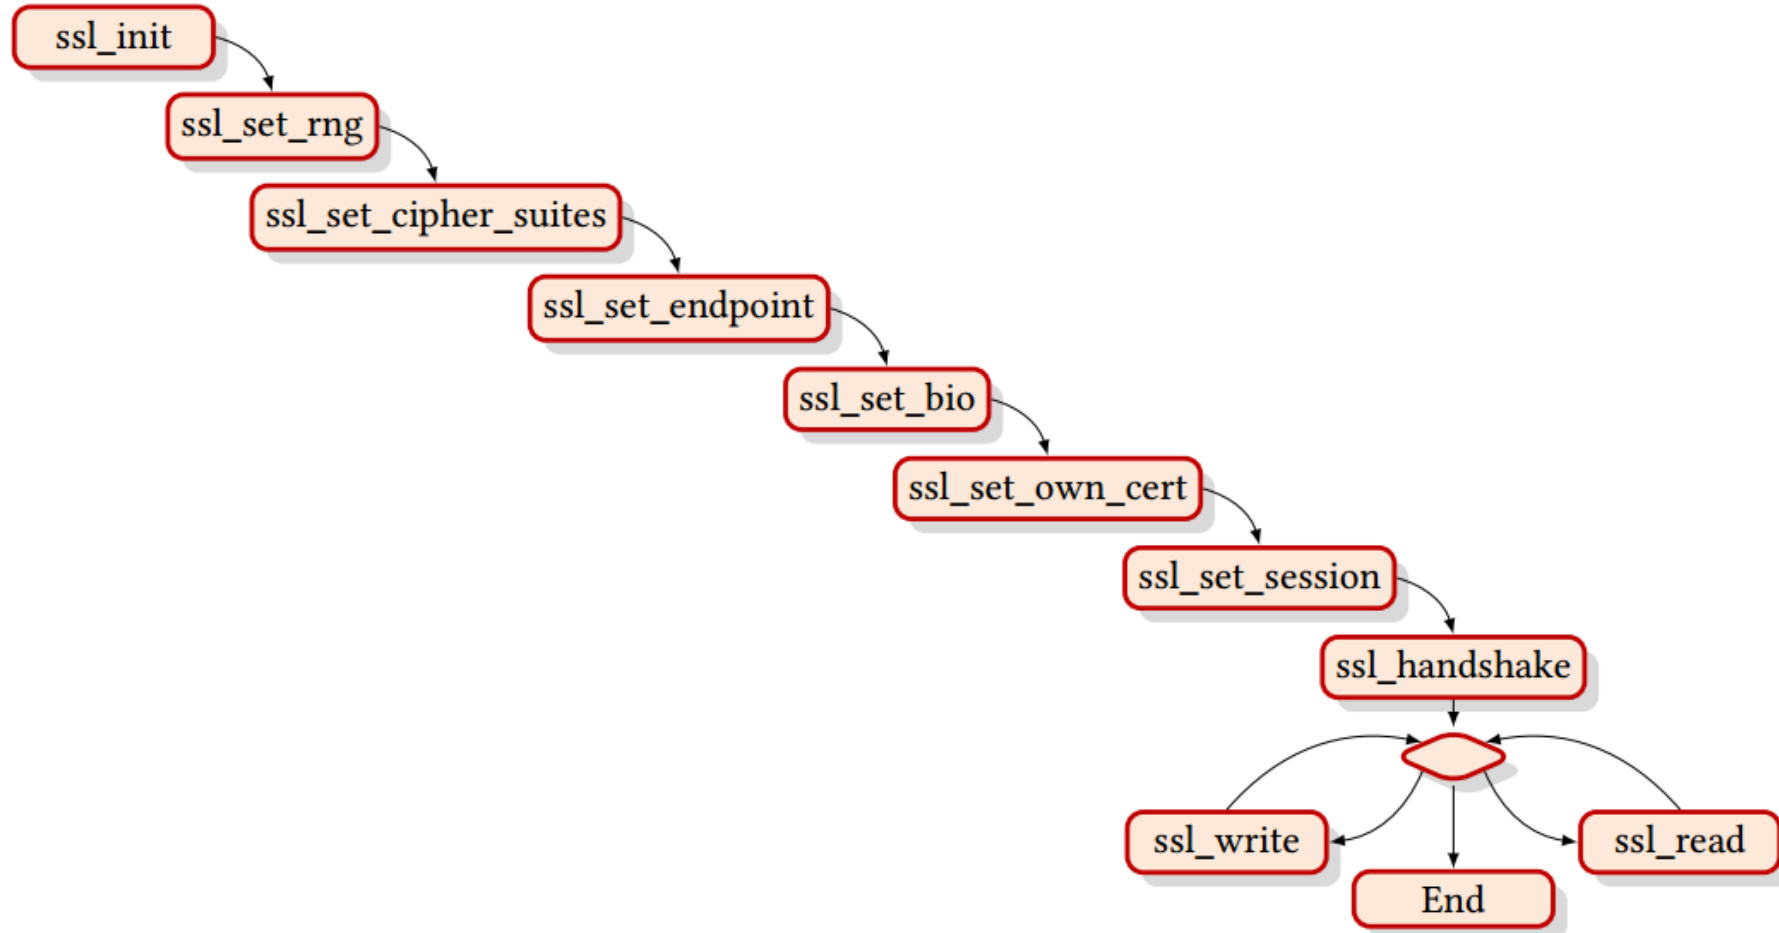 ssl_init
ssl_set_rng
ssl_set_cipher_suites
ssl_set_endpoint
ssl_set_bio
ssl_set_own_cert
ssl_set_session
ssl_handshake
ssl_write
ssl_read
End